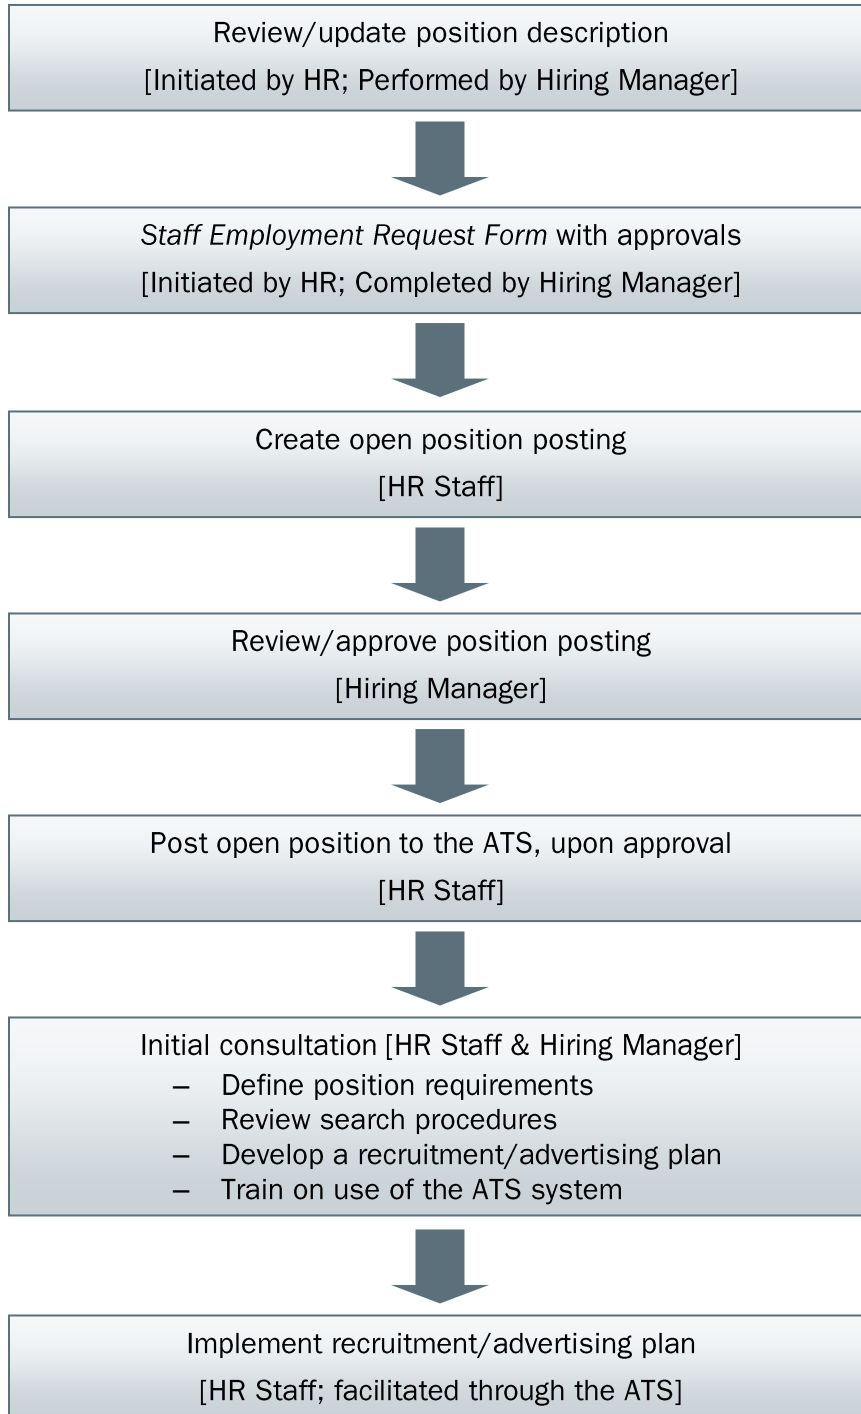 Review/update position description
[Initiated by HR; Performed by Hiring Manager]
Staff Employment Request Form with approvals
[Initiated by HR; Completed by Hiring Manager]
Create open position posting
[HR Staff]
Review/approve position posting
[Hiring Manager]
Post open position to the ATS, upon approval
[HR Staff]
Initial consultation [HR Staff & Hiring Manager]
– Define position requirements
– Review search procedures
– Develop a recruitment/advertising plan
– Train on use of the ATS system
Implement recruitment/advertising plan
[HR Staff; facilitated through the ATS]